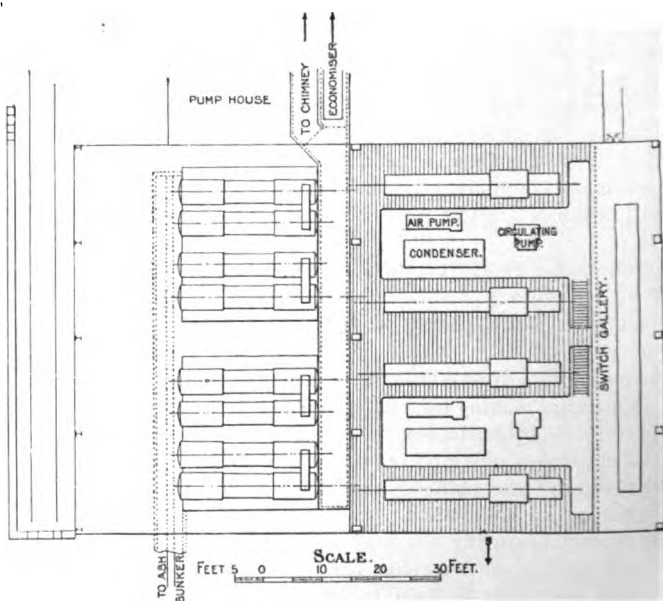 PUMP HOUSE
TO CHIMNEY
ECONOMISER
AIR PUMP.
CIRCULATING
PUMP.
CONDENSER.
SWITCH GALLERY.
TO ASH
BUNKER
SCALE.
FEET 5 0 10 20 30 FEET.